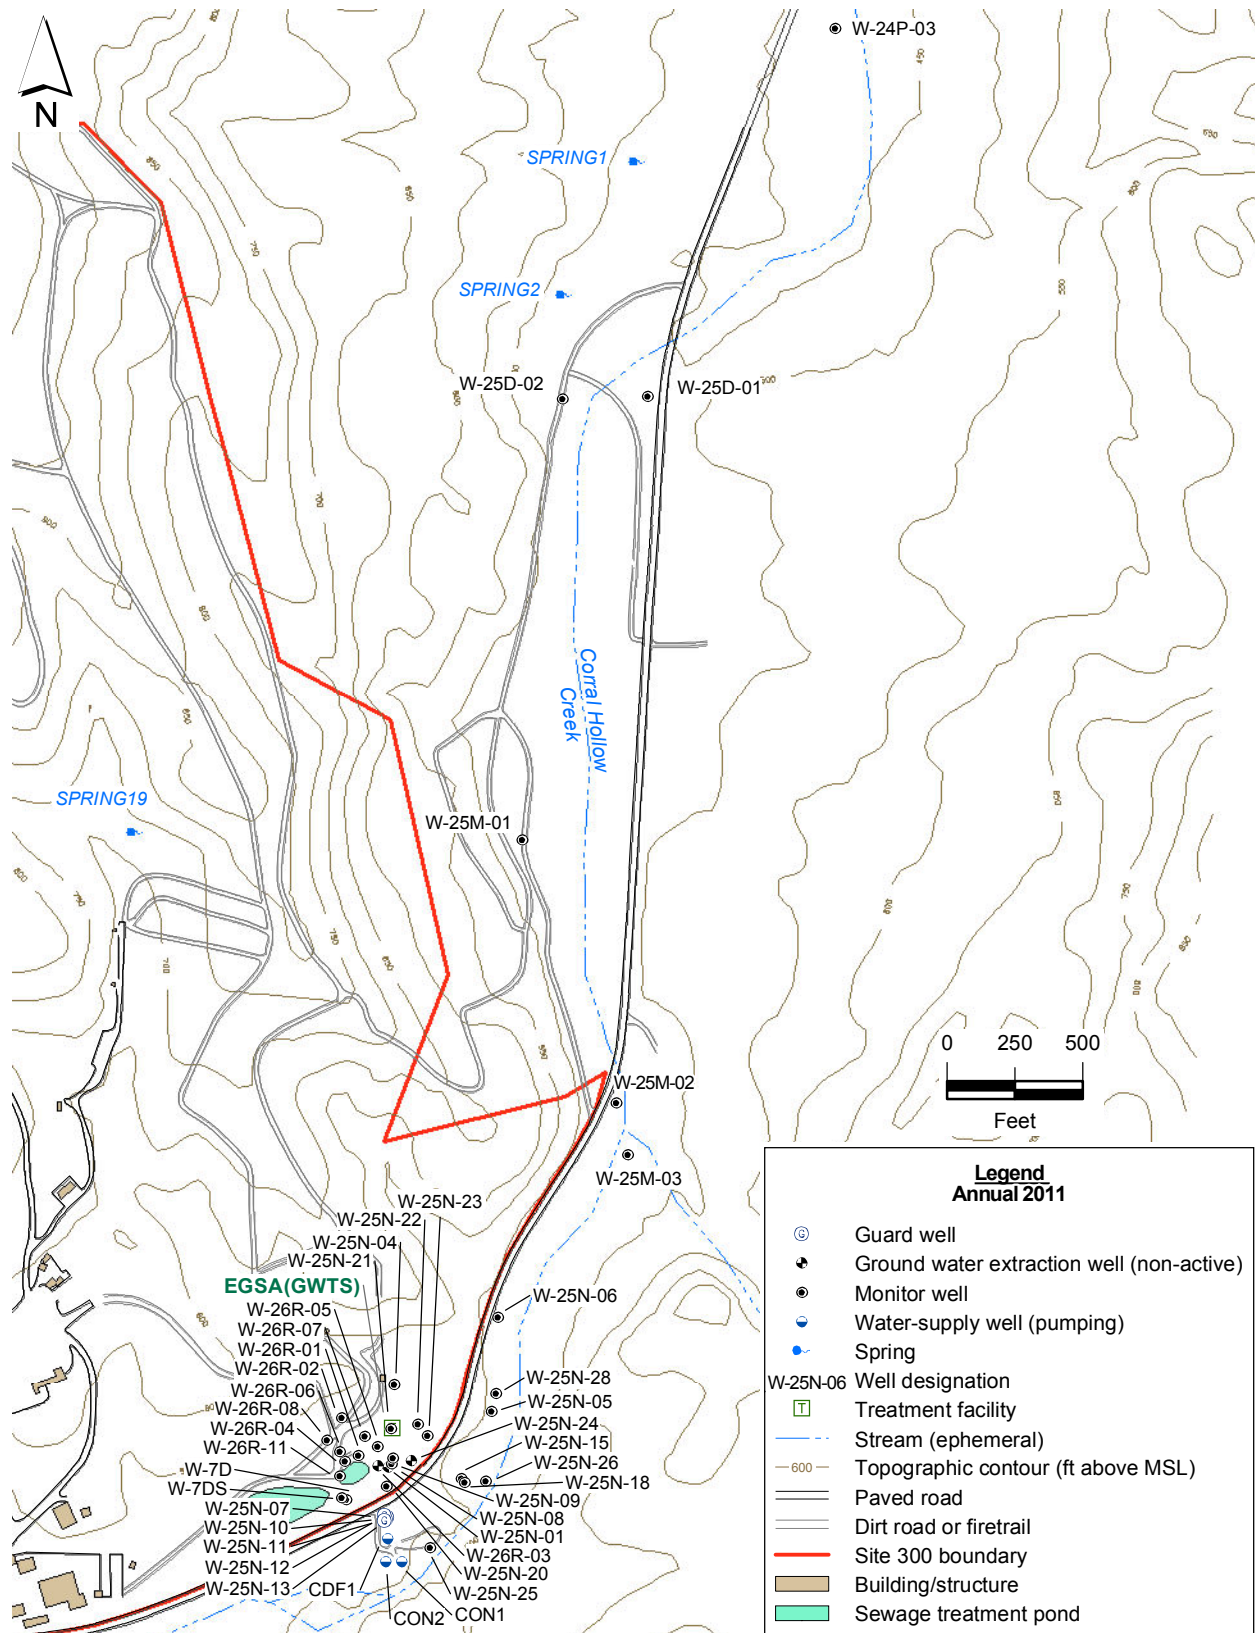 W-24P-03
N
SPRING1
SPRING2
W-25D-02
W-25D-01
Corral Hollow
Creek
SPRING19
W-25M-01
0 250 500
Feet
W-25M-02
W-25M-03
W-25N-23
W-25N-22
W-25N-04
W-25N-21
EGSA(GWTS)
W-26R-05
W-26R-07
W-26R-01
W-26R-02
W-26R-06
W-26R-08
W-26R-04
W-26R-11
W-7D
W-7DS
W-25N-07
W-25N-10
W-25N-11
W-25N-12
W-25N-13
CDF1
CON2
CON1
W-25N-06
W-25N-28
W-25N-05
W-25N-24
W-25N-15
W-25N-26
W-25N-18
W-25N-09
W-25N-08
W-25N-01
W-26R-03
W-25N-20
W-25N-25
Legend
Annual 2011
G Guard well
Ground water extraction well (non-active)
Monitor well
Water-supply well (pumping)
Spring
W-25N-06 Well designation
T Treatment facility
Stream (ephemeral)
600 Topographic contour (ft above MSL)
Paved road
Dirt road or firetrail
Site 300 boundary
Building/structure
Sewage treatment pond